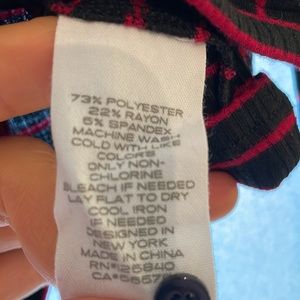 73% POLYESTER
22% RAYON
5% SPANDEX
MACHINE WASH
COLD WITH LIKE
COLORS
ONLY NON-
CHLORINE
BLEACH IF NEEDED
LAY FLAT TO DRY
COOL IRON
IF NEEDED
DESIGNED IN
NEW YORK
MADE IN CHINA
RN#125840